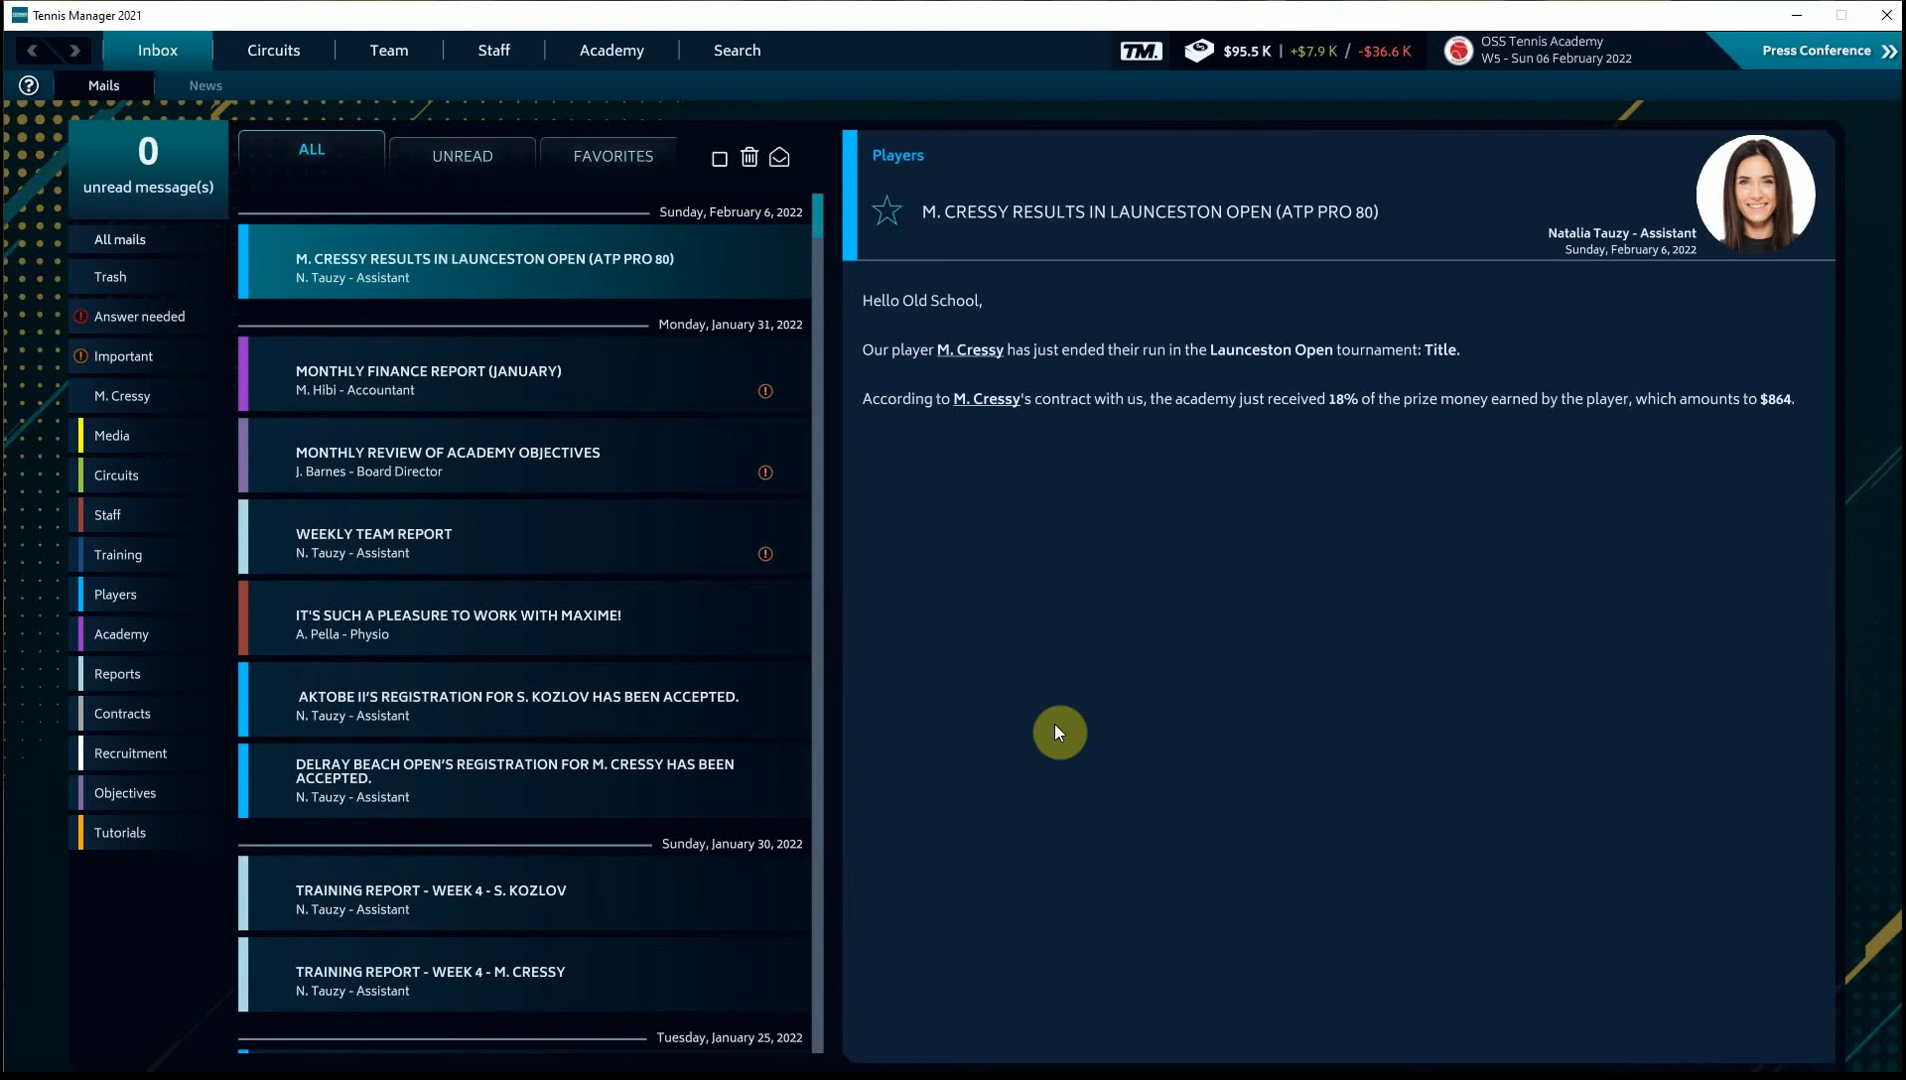 Tennis Manager 2021
Inbox
Circuits
Team
Staff
Academy
Search
TM.
$95.5 K | +$7.9 K / -$36.6 K
OSS Tennis Academy
W5 - Sun 06 February 2022
Press Conference
Mails
News
0
unread message(s)
All mails
Trash
Answer needed
Important
M. Cressy
Media
Circuits
Staff
Training
Players
Academy
Reports
Contracts
Recruitment
Objectives
Tutorials
ALL
UNREAD
FAVORITES
Sunday, February 6, 2022
M. CRESSY RESULTS IN LAUNCESTON OPEN (ATP PRO 80)
N. Tauzy - Assistant
Monday, January 31, 2022
MONTHLY FINANCE REPORT (JANUARY)
M. Hibi - Accountant
MONTHLY REVIEW OF ACADEMY OBJECTIVES
J. Barnes - Board Director
WEEKLY TEAM REPORT
N. Tauzy - Assistant
IT'S SUCH A PLEASURE TO WORK WITH MAXIME!
A. Pella - Physio
AKTOBE II'S REGISTRATION FOR S. KOZLOV HAS BEEN ACCEPTED.
N. Tauzy - Assistant
DELRAY BEACH OPEN'S REGISTRATION FOR M. CRESSY HAS BEEN
ACCEPTED.
N. Tauzy - Assistant
Sunday, January 30, 2022
TRAINING REPORT - WEEK 4 - S. KOZLOV
N. Tauzy - Assistant
TRAINING REPORT - WEEK 4 - M. CRESSY
N. Tauzy - Assistant
Tuesday, January 25, 2022
Players
M. CRESSY RESULTS IN LAUNCESTON OPEN (ATP PRO 80)
Natalia Tauzy - Assistant
Sunday, February 6, 2022
Hello Old School,
Our player M. Cressy has just ended their run in the Launceston Open tournament: Title.
According to M. Cressy's contract with us, the academy just received 18% of the prize money earned by the player, which amounts to $864.